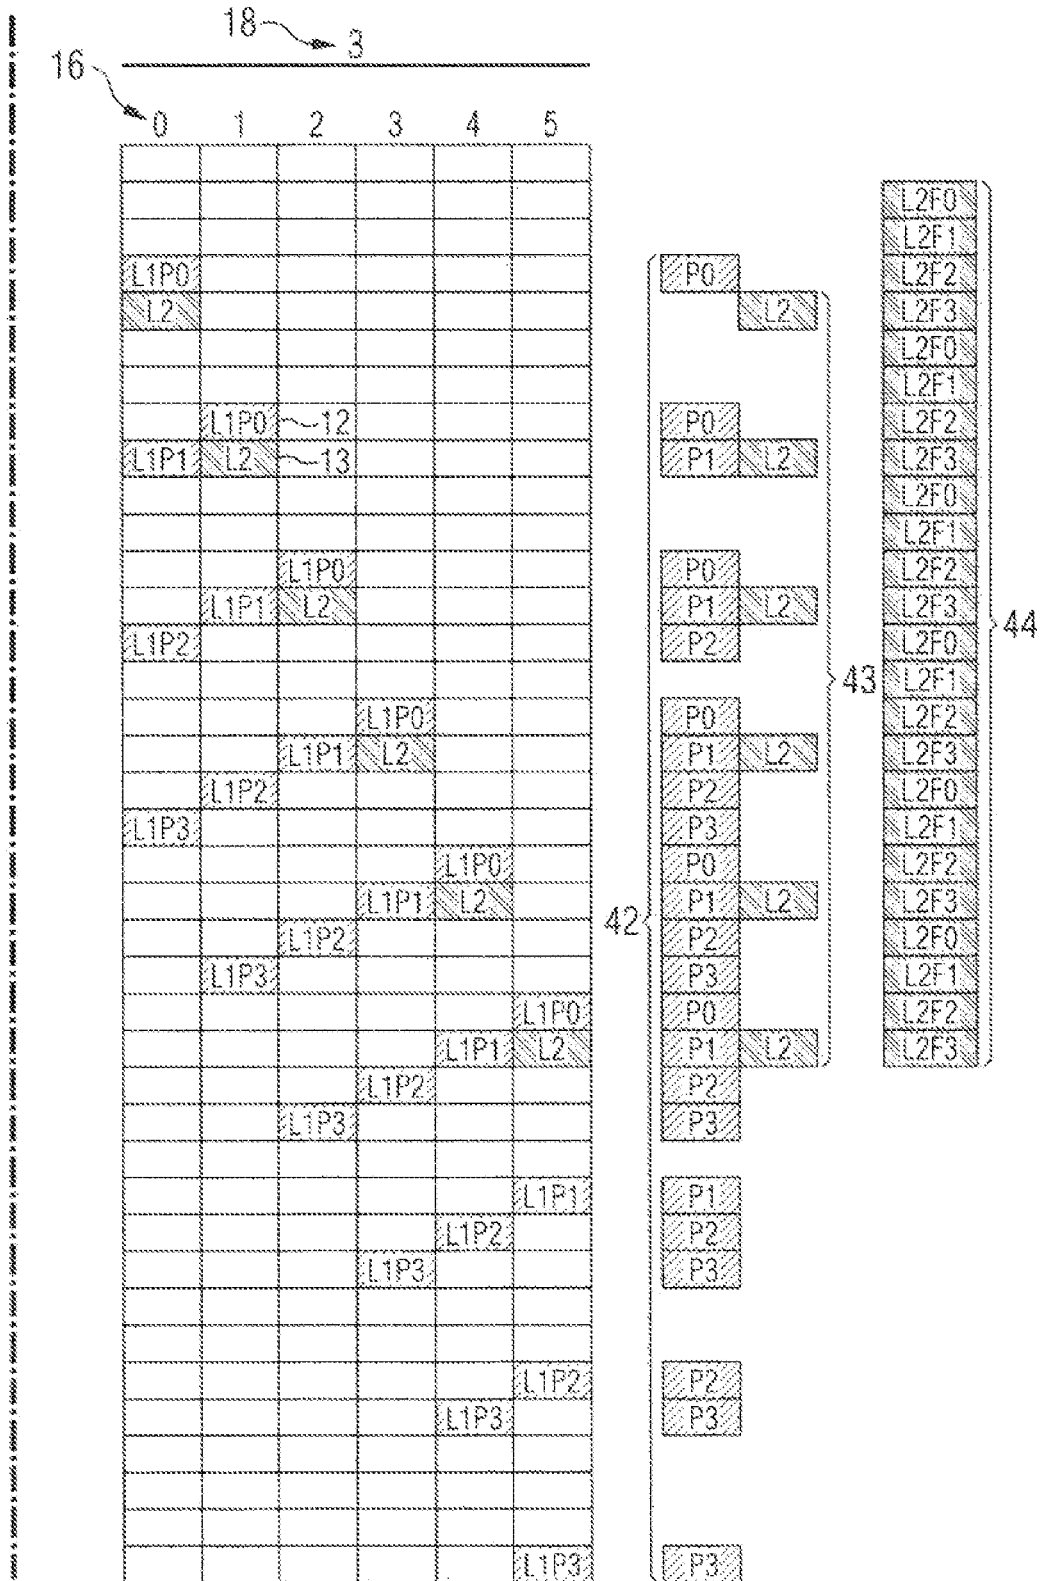 18 3
16
0 1 2 3 4 5
L2F0
L2F1
L1P0 P0 L2F2
L2 L2 L2F3
L2F0
L2F1
L1P0 12 P0 L2F2
L1P1 L2 13 P1 L2 L2F3
L2F0
L2F1
L1P0 P0 L2F2
L1P1 L2 P1 L2 L2F3
L1P2 P2 L2F0 44
43 L2F1
L1P0 P0 L2F2
L1P1 L2 P1 L2 L2F3
L1P2 P2 L2F0
L1P3 P3 L2F1
L1P0 P0 L2F2
L1P1 L2 P1 L2 L2F3
L1P2 42 P2 L2F0
L1P3 P3 L2F1
L1P0 P0 L2F2
L1P1 L2 P1 L2 L2F3
L1P2 P2
L1P3 P3
L1P1 P1
L1P2 P2
L1P3 P3
L1P2 P2
L1P3 P3
L1P3 P3